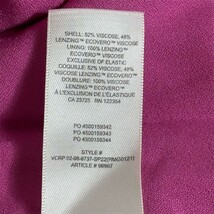 SHELL: 52% VISCOSE, 48%
LENZING™ ECOVERO™ VISCOSE
LINING: 100% LENZING™
ECOVERO™ VISCOSE
EXCLUSIVE OF ELASTIC
COQUILLE: 52% VISCOSE, 48%
LENZING™ ECOVERO™ VISCOSE
DOUBLURE: 100%
LENZING™ ECOVERO™ VISCOSE
À L'EXCLUSION DE L'ÉLASTIQUE
CA 23725 RN 122354
PO 4500159342
PO 4500159343
PO 4500159344
STYLE #
ARTICLE #